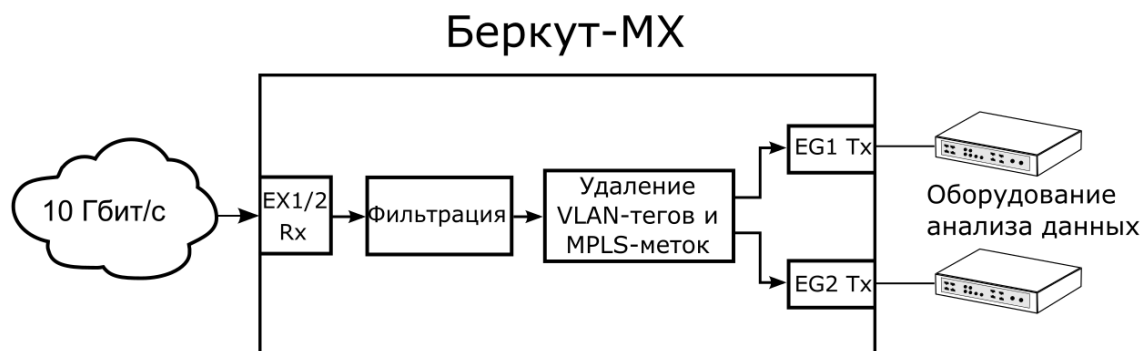 Беркут-MX
10 Гбит/с
EX1/2
Rx
Фильтрация
Удаление
VLAN-тегов и
MPLS-меток
EG1 Tx
EG2 Tx
Оборудование
анализа данных